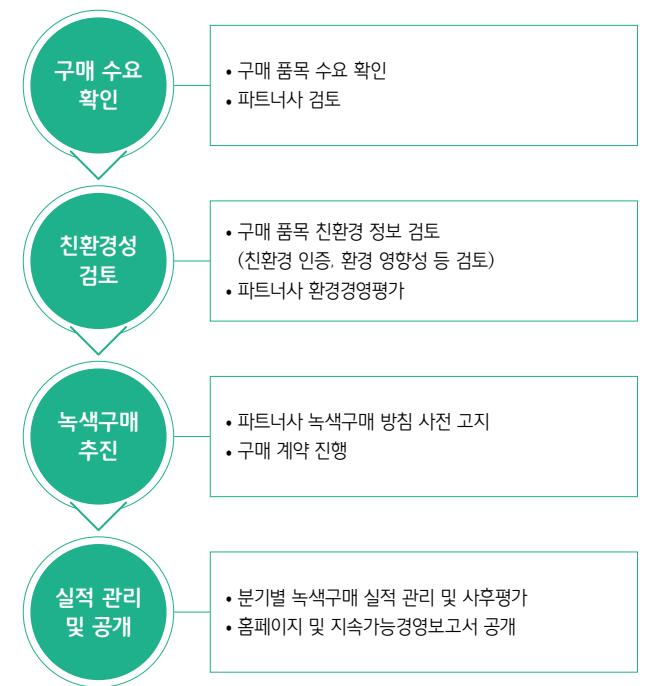 구매 수요
확인
• 구매 품목 수요 확인
• 파트너사 검토
친환경성
검토
• 구매 품목 친환경 정보 검토
(친환경 인증, 환경 영향성 등 검토)
• 파트너사 환경경영평가
녹색구매
추진
• 파트너사 녹색구매 방침 사전 고지
• 구매 계약 진행
실적 관리
및 공개
• 분기별 녹색구매 실적 관리 및 사후평가
• 홈페이지 및 지속가능경영보고서 공개